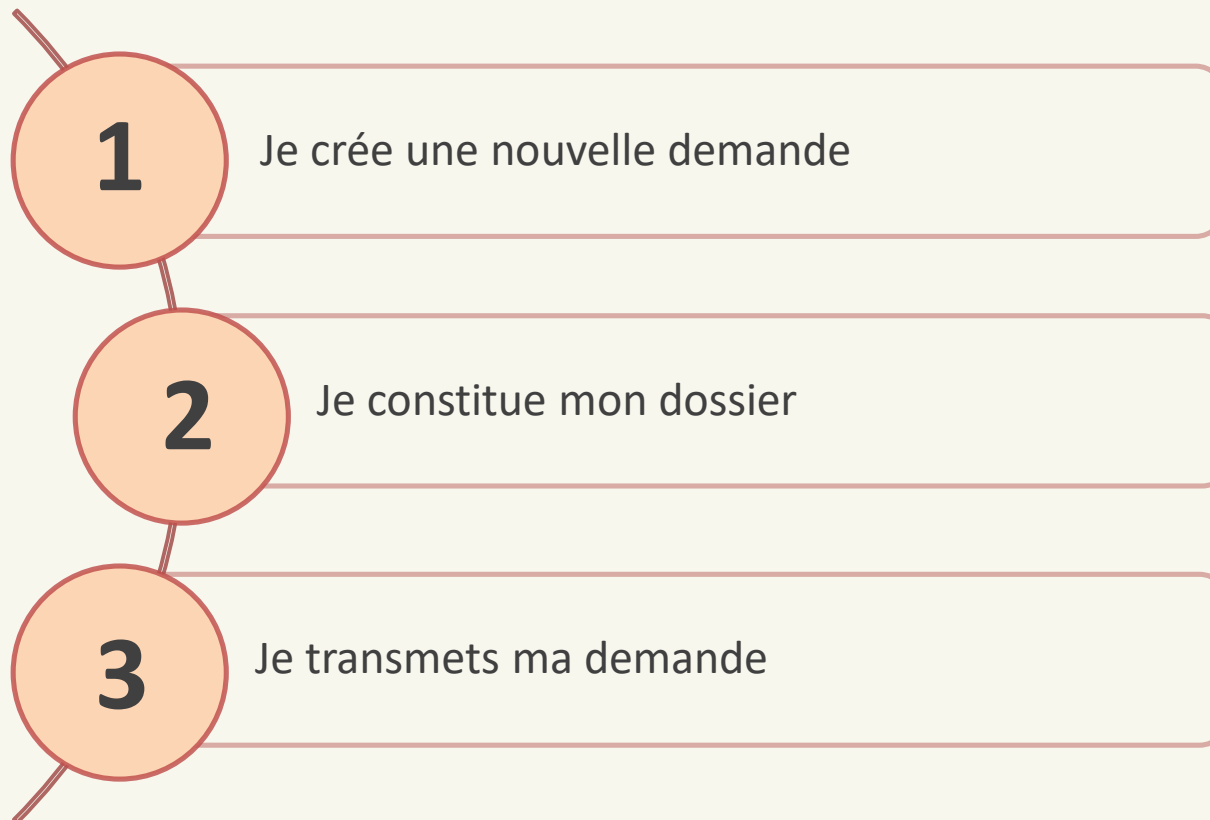 1
Je crée une nouvelle demande
2
Je constitue mon dossier
3
Je transmets ma demande